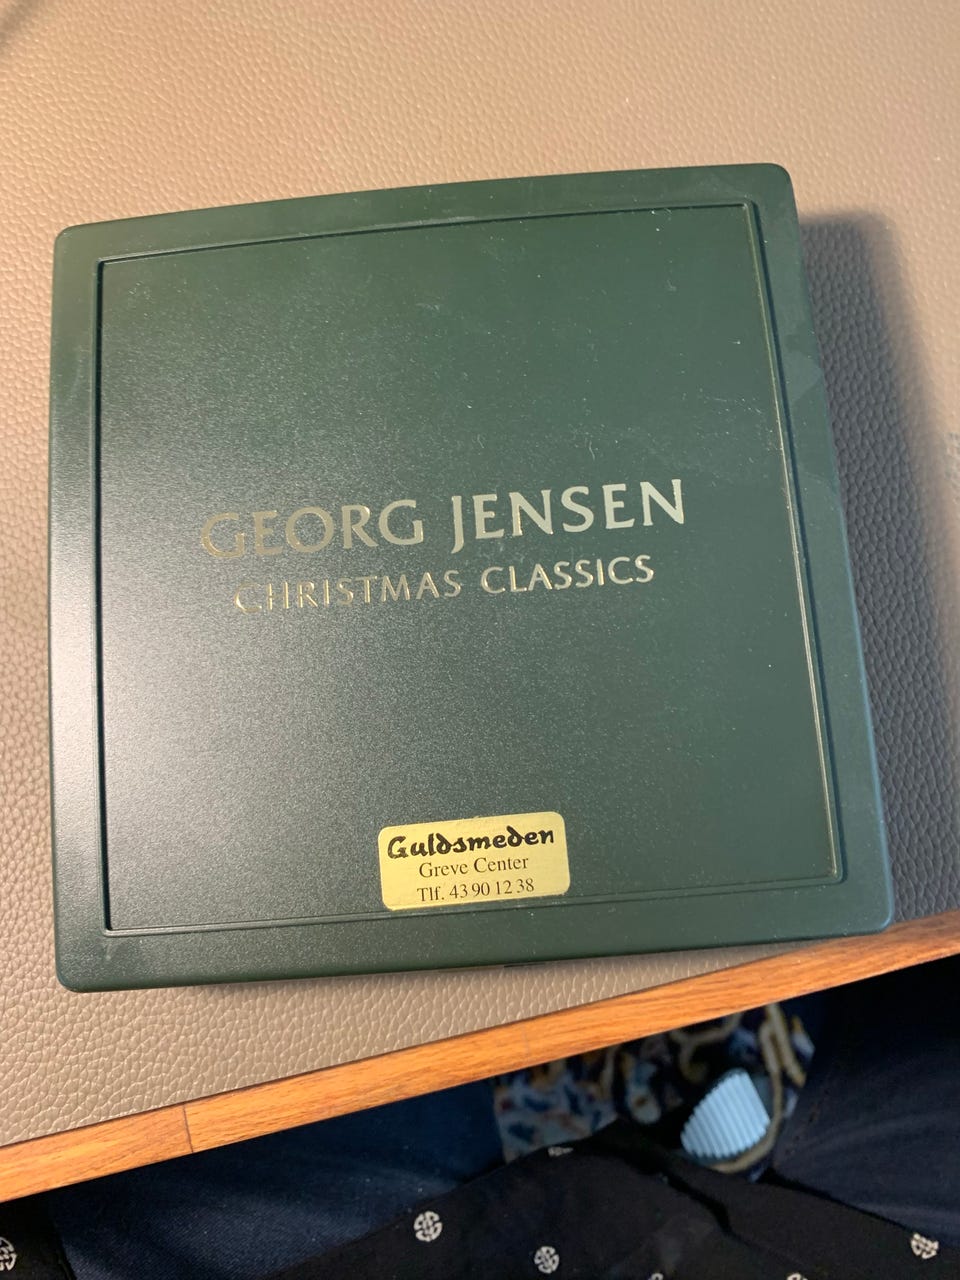 GEORG JENSEN
CHRISTMAS CLASSICS
Guldsmeden
Greve Center
Tlf. 43 90 12 38